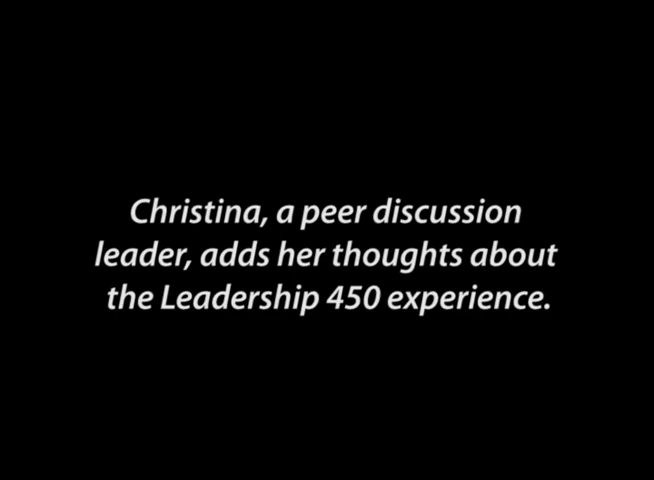 Christina, a peer discussion
leader, adds her thoughts about
the Leadership 450 experience.